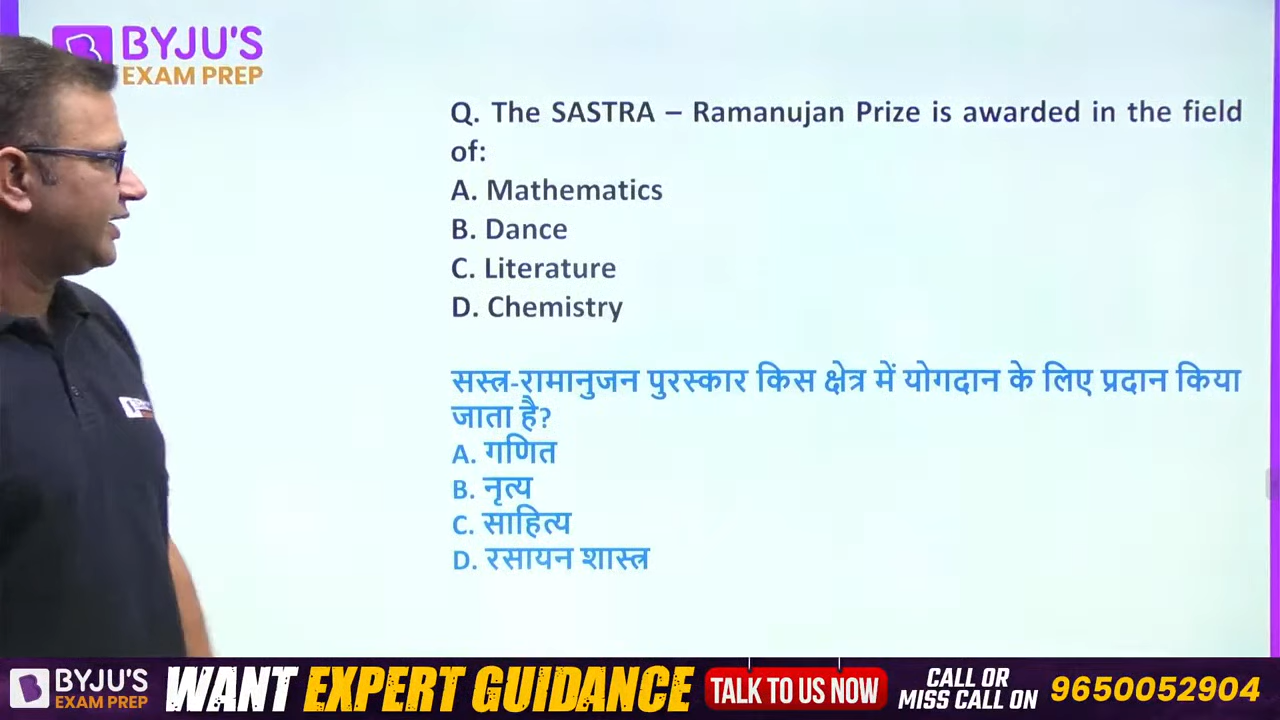 BYJU'S
EXAM PREP
Q. The SASTRA – Ramanujan Prize is awarded in the field
of:
A. Mathematics
B. Dance
C. Literature
D. Chemistry
सस्त्र-रामानुजन पुरस्कार किस क्षेत्र में योगदान के लिए प्रदान किया
जाता है?
A. गणित
B. नृत्य
C. साहित्य
D. रसायन शास्त्र
BYJU'S
EXAM PREP
WANT EXPERT GUIDANCE
TALK TO US NOW
CALL OR
MISS CALL ON
9650052904